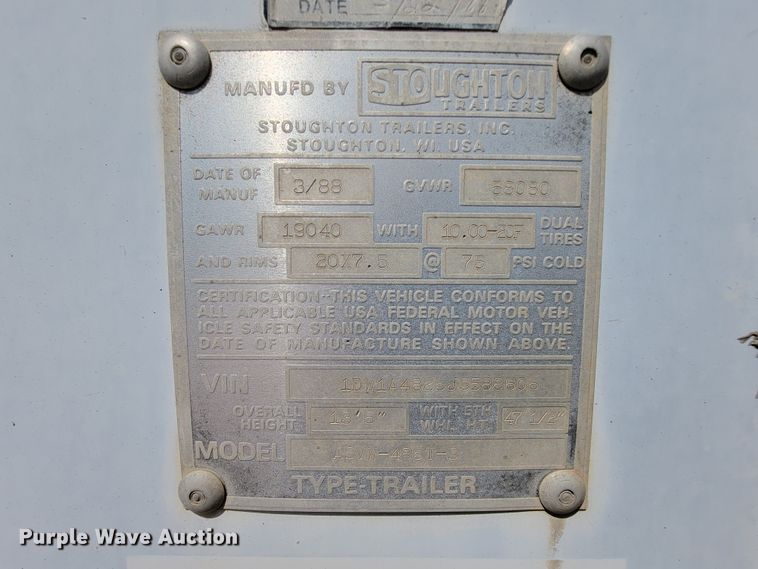 DATE
MANUFD BY STOUGHTON TRAILERS
STOUGHTON TRAILERS, INC.
STOUGHTON, WI. USA
DATE OF MANUF 3/88 GVWR
GAWR 19040 WITH 10.00-20F DUAL TIRES
AND RIMS 20X7.5 @ 75 PSI COLD
CERTIFICATION-THIS VEHICLE CONFORMS TO
ALL APPLICABLE USA FEDERAL MOTOR VEH-
ICLE SAFETY STANDARDS IN EFFECT ON THE
DATE OF MANUFACTURE SHOWN ABOVE.
VIN
OVERALL HEIGHT WITH 5TH WHL. HT. 47 1/2"
MODEL
TYPE-TRAILER
Purple Wave Auction